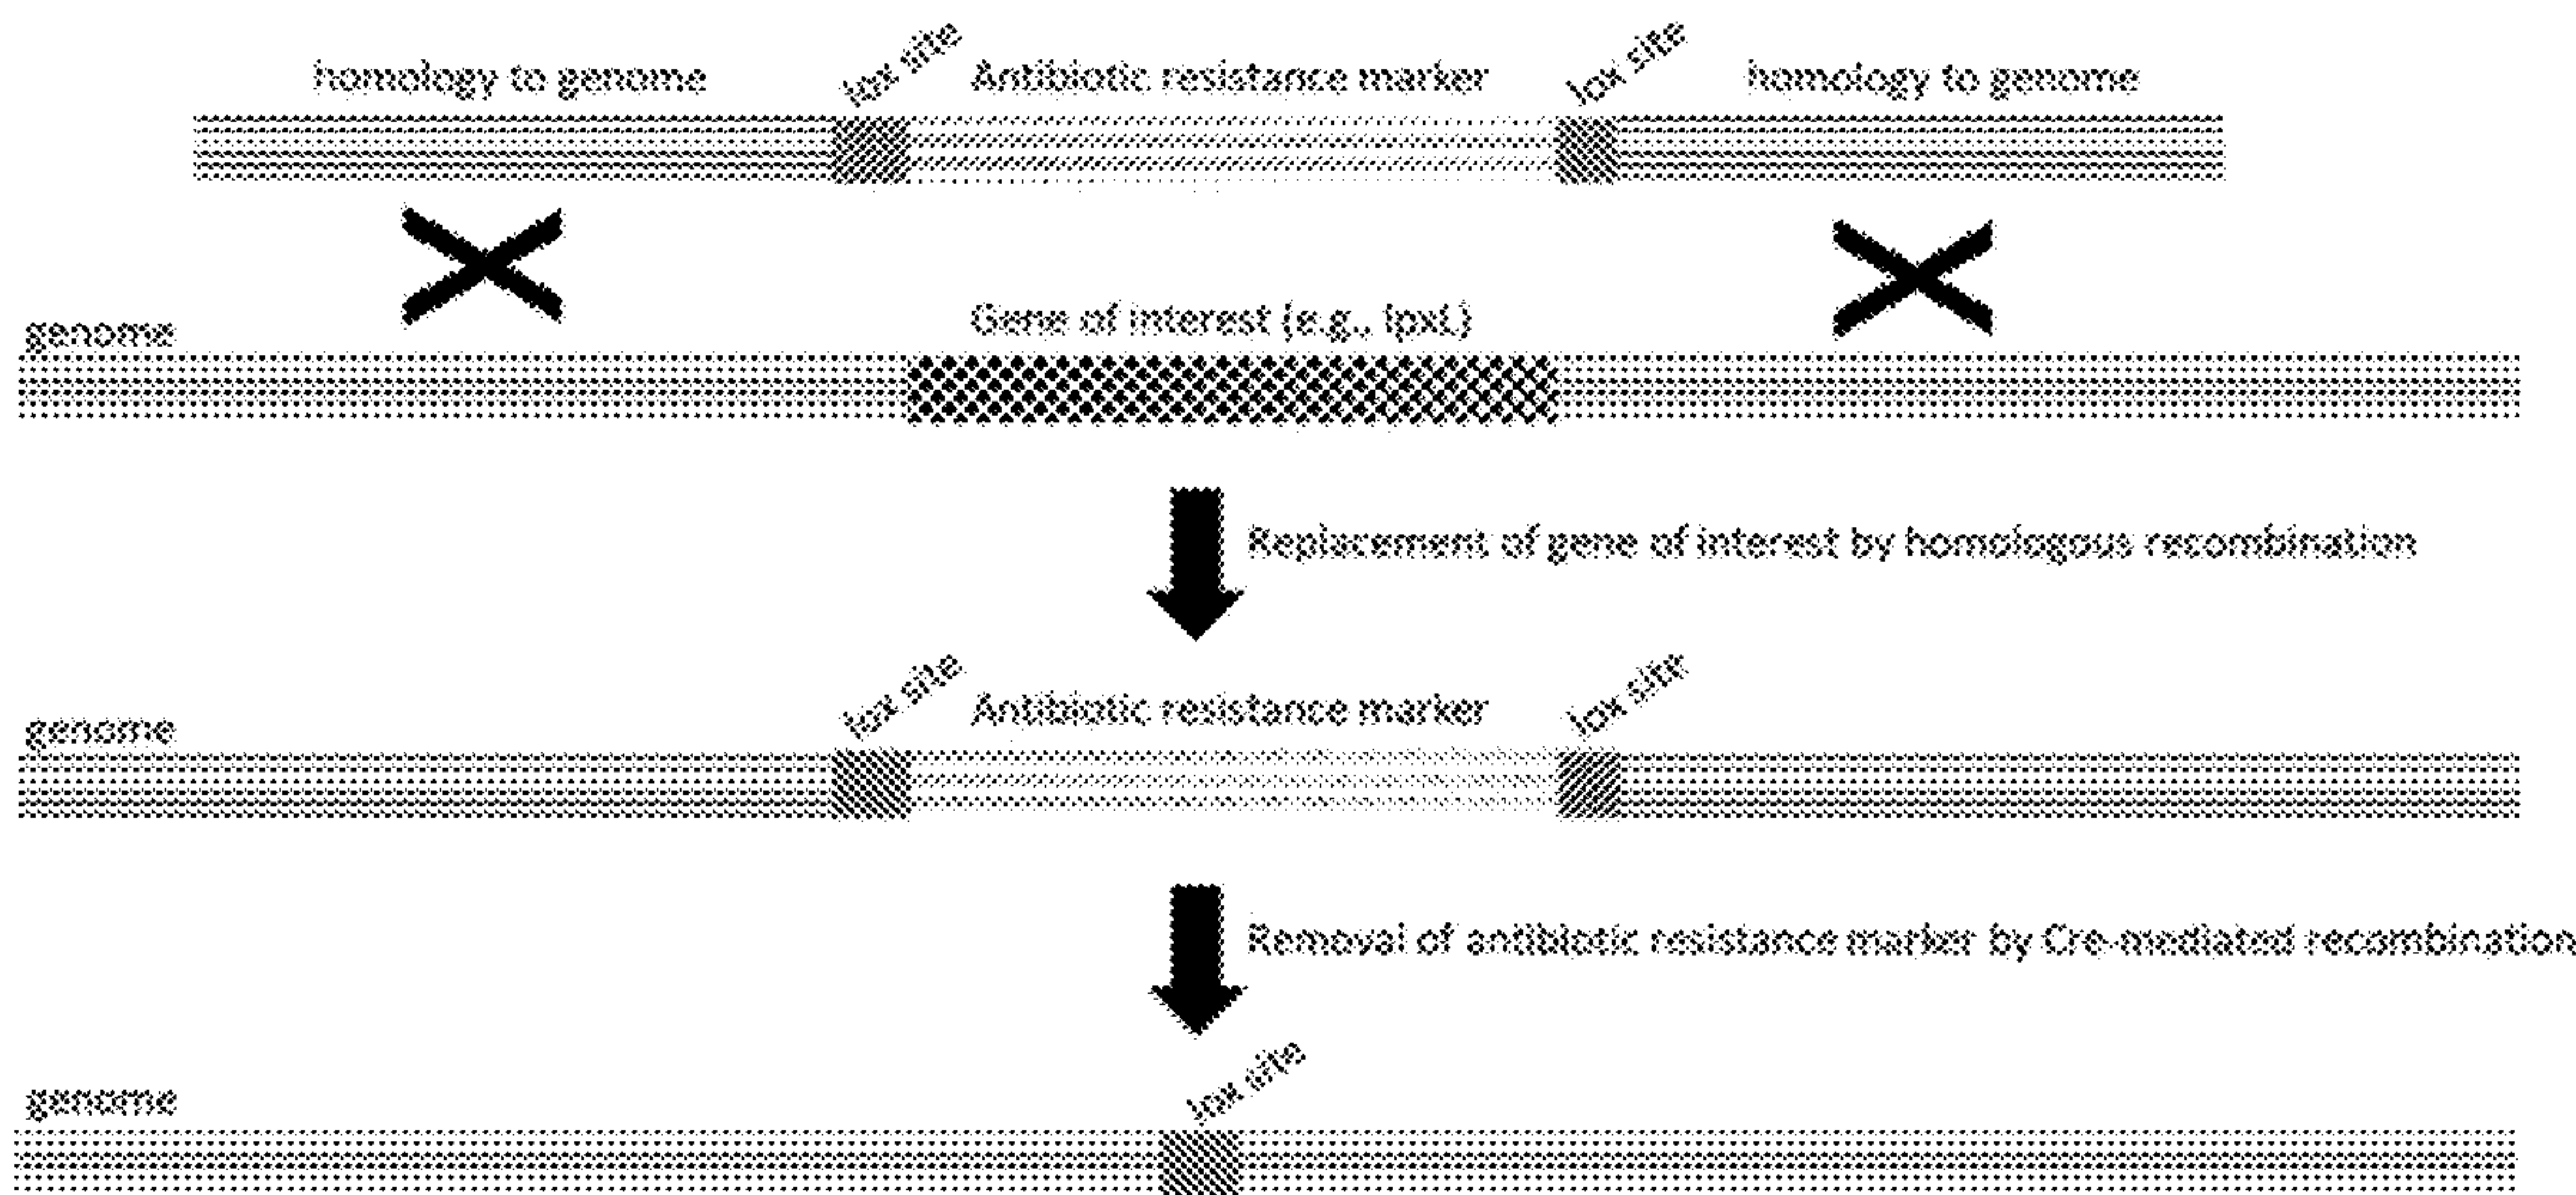 homology to genome
lox site
Antibiotic resistance marker
lox site
homology to genome
genome
Gene of interest (e.g., lpxL)
Replacement of gene of interest by homologous recombination
genome
lox site
Antibiotic resistance marker
lox site
Removal of antibiotic resistance marker by Cre-mediated recombination
genome
lox site